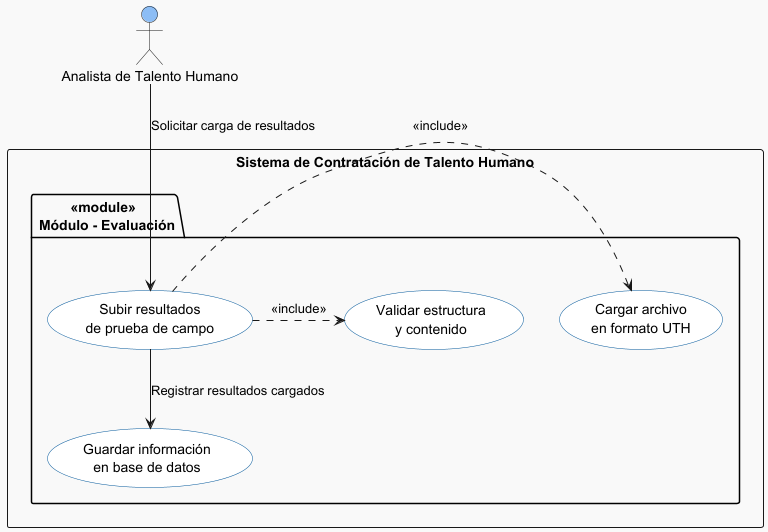 Analista de Talento Humano
Solicitar carga de resultados
«include»
Sistema de Contratación de Talento Humano
«module»
Módulo - Evaluación
Subir resultados
de prueba de campo
«include»
Validar estructura
y contenido
Cargar archivo
en formato UTH
Registrar resultados cargados
Guardar información
en base de datos